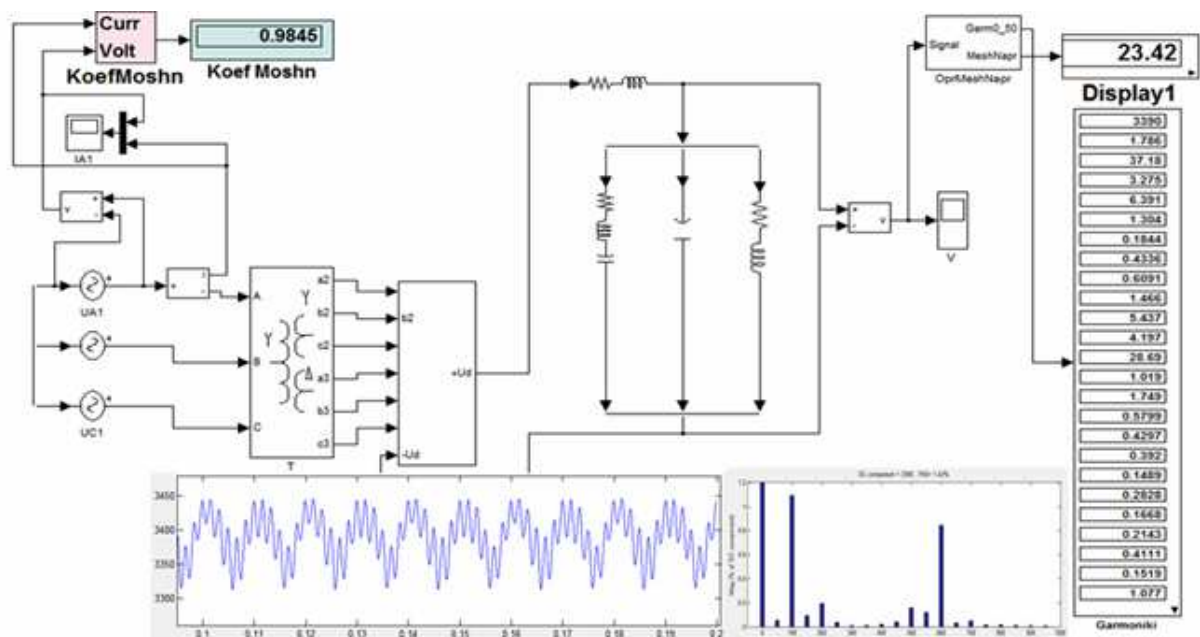 Curr
Volt
KoefMoshn
0.9845
Koef Moshn
IA1
v
UA1
UC1
A
B
C
a2
b2
c2
a3
b3
c3
T
b2
+Ud
-Ud
v
V
Signal
Garm0_50
MeshNapr
OprMeshNapr
23.42
Display1
3390
1.786
37.18
3.275
6.391
1.304
0.1844
0.4336
0.6091
1.466
5.437
4.197
28.69
1.019
1.749
0.5799
0.4297
0.392
0.1489
0.2828
0.1668
0.2143
0.4111
0.1519
1.077
Garmoniki
3450
3400
3350
3300
0.1
0.11
0.12
0.13
0.14
0.15
0.16
0.17
0.18
0.19
0.2